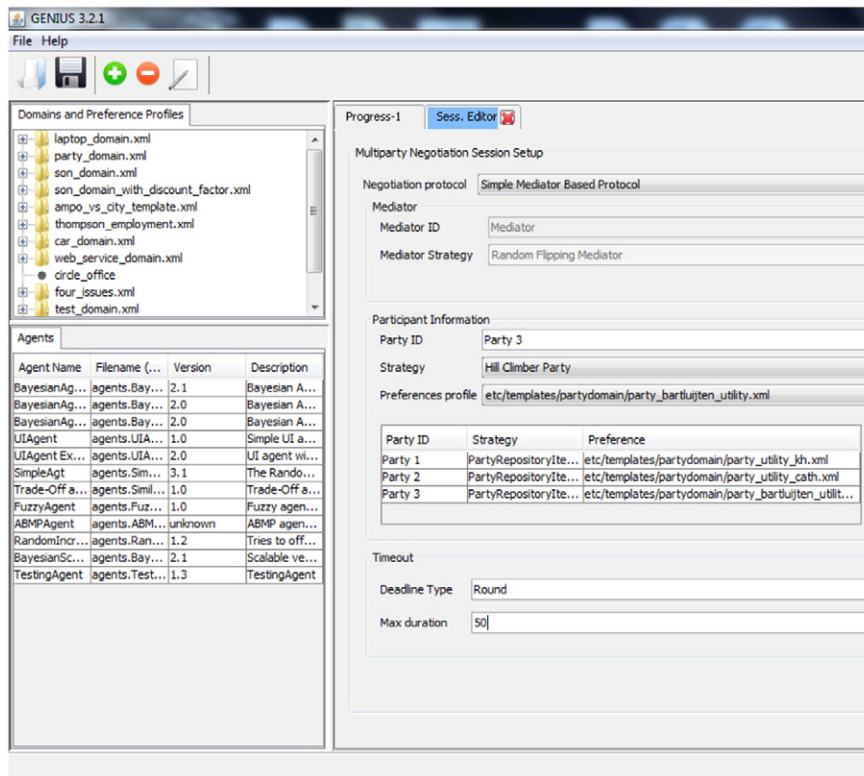 GENIUS 3.2.1
File Help
Domains and Preference Profiles
laptop_domain.xml
party_domain.xml
son_domain.xml
son_domain_with_discount_factor.xml
ampo_vs_city_template.xml
thompson_employment.xml
car_domain.xml
web_service_domain.xml
circle_office
four_issues.xml
test_domain.xml
Agents
Agent Name Filename (... Version Description
BayesianAg... agents.Bay... 2.1 Bayesian A...
BayesianAg... agents.Bay... 2.0 Bayesian A...
BayesianAg... agents.Bay... 2.0 Bayesian A...
UIAgent agents.UIA... 1.0 Simple UI a...
UIAgent Ex... agents.UIA... 2.0 UI agent wi...
SimpleAgt agents.Sim... 3.1 The Rando...
Trade-Off a... agents.Simil... 1.0 Trade-Off a...
FuzzyAgent agents.Fuz... 1.0 Fuzzy agen...
ABMPAgent agents.ABM... unknown ABMP agen...
RandomIncr... agents.Ran... 1.2 Tries to off...
BayesianSc... agents.Bay... 2.1 Scalable ve...
TestingAgent agents.Test... 1.3 TestingAgent
Progress-1 Sess. Editor
Multiparty Negotiation Session Setup
Negotiation protocol Simple Mediator Based Protocol
Mediator
Mediator ID Mediator
Mediator Strategy Random Flipping Mediator
Participant Information
Party ID Party 3
Strategy Hill Climber Party
Preferences profile etc/templates/partydomain/party_bartluijten_utility.xml
Party ID Strategy Preference
Party 1 PartyRepositoryIte... etc/templates/partydomain/party_utility_kh.xml
Party 2 PartyRepositoryIte... etc/templates/partydomain/party_utility_cath.xml
Party 3 PartyRepositoryIte... etc/templates/partydomain/party_bartluijten_utilit...
Timeout
Deadline Type Round
Max duration 50